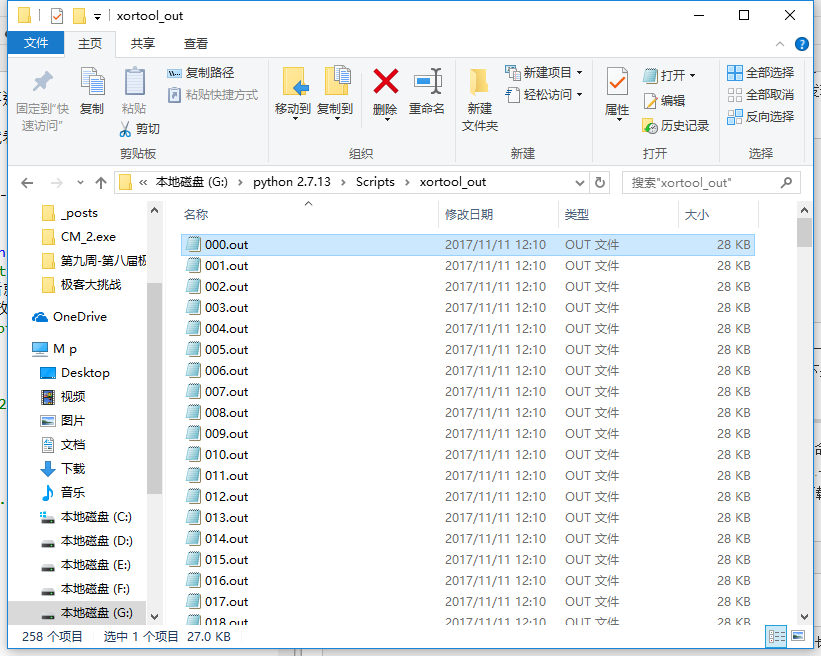 xortool_out
文件 主页 共享 查看
固定到"快速访问"
复制
粘贴
复制路径
粘贴快捷方式
剪切
剪贴板
移动到 复制到 删除 重命名
组织
新建文件夹
新建项目
轻松访问
新建
属性
打开
编辑
历史记录
打开
全部选择
全部取消
反向选择
选择
« 本地磁盘 (G:) › python 2.7.13 › Scripts › xortool_out
搜索"xortool_out"
_posts
CM_2.exe
第九周-第八届极
极客大挑战
OneDrive
M p
Desktop
视频
图片
文档
下载
音乐
本地磁盘 (C:)
本地磁盘 (D:)
本地磁盘 (E:)
本地磁盘 (F:)
本地磁盘 (G:)
名称 修改日期 类型 大小
000.out 2017/11/11 12:10 OUT 文件 28 KB
001.out 2017/11/11 12:10 OUT 文件 28 KB
002.out 2017/11/11 12:10 OUT 文件 28 KB
003.out 2017/11/11 12:10 OUT 文件 28 KB
004.out 2017/11/11 12:10 OUT 文件 28 KB
005.out 2017/11/11 12:10 OUT 文件 28 KB
006.out 2017/11/11 12:10 OUT 文件 28 KB
007.out 2017/11/11 12:10 OUT 文件 28 KB
008.out 2017/11/11 12:10 OUT 文件 28 KB
009.out 2017/11/11 12:10 OUT 文件 28 KB
010.out 2017/11/11 12:10 OUT 文件 28 KB
011.out 2017/11/11 12:10 OUT 文件 28 KB
012.out 2017/11/11 12:10 OUT 文件 28 KB
013.out 2017/11/11 12:10 OUT 文件 28 KB
014.out 2017/11/11 12:10 OUT 文件 28 KB
015.out 2017/11/11 12:10 OUT 文件 28 KB
016.out 2017/11/11 12:10 OUT 文件 28 KB
017.out 2017/11/11 12:10 OUT 文件 28 KB
018.out 2017/11/11 12:10 OUT 文件 28 KB
258 个项目 选中 1 个项目 27.0 KB